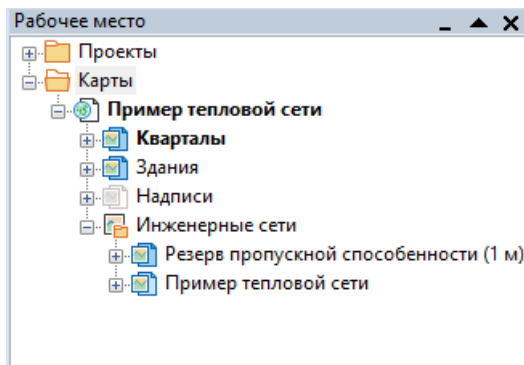 Рабочее место
Проекты
Карты
Пример тепловой сети
Кварталы
Здания
Надписи
Инженерные сети
Резерв пропускной способности (1 м)
Пример тепловой сети